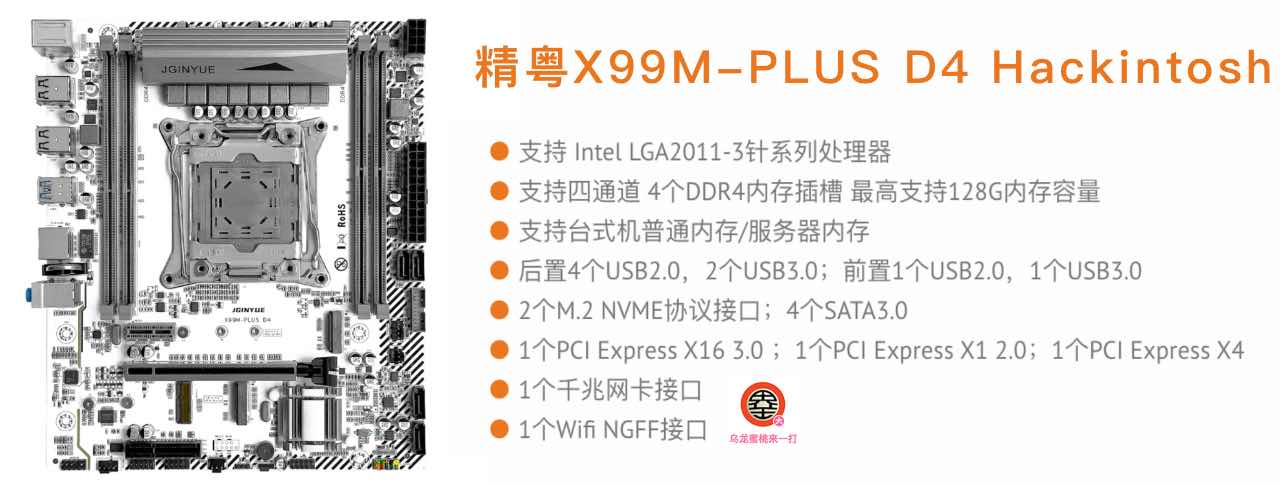 精粤X99M-PLUS D4 Hackintosh
JGINYUE
支持 Intel LGA2011-3针系列处理器
支持四通道 4个DDR4内存插槽 最高支持128G内存容量
支持台式机普通内存/服务器内存
后置4个USB2.0，2个USB3.0；前置1个USB2.0，1个USB3.0
2个M.2 NVME协议接口；4个SATA3.0
1个PCI Express X16 3.0 ；1个PCI Express X1 2.0；1个PCI Express X4
1个千兆网卡接口
1个Wifi NGFF接口
乌龙蜜桃来一打
RoHS
JGINYUE
X99M-PLUS D4